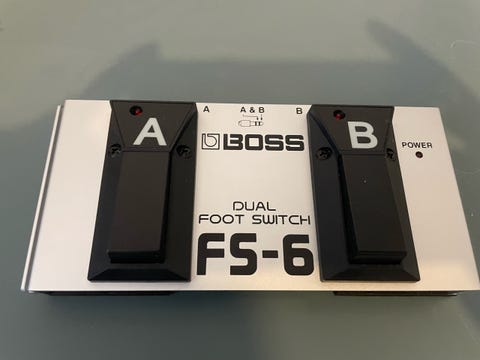 A A & B B
A
B
BOSS
POWER
DUAL
FOOT SWITCH
FS-6